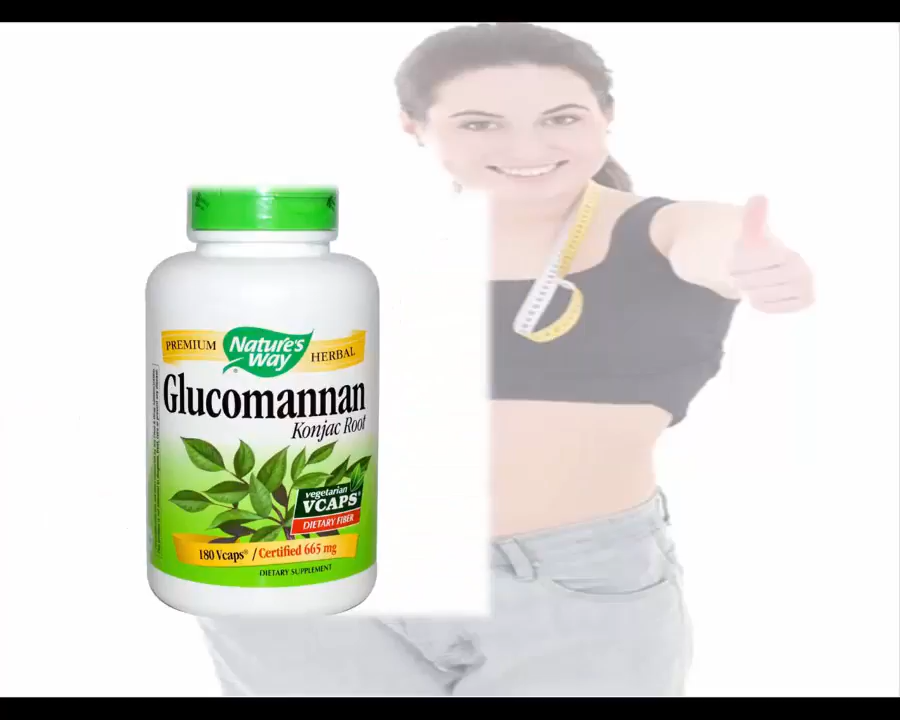 PREMIUM
NATURE'S
WAY®
HERBAL
Glucomannan
Konjac Root
vegetarian
VCAPS®
DIETARY FIBER
180 Vcaps® / Certified 665 mg
DIETARY SUPPLEMENT